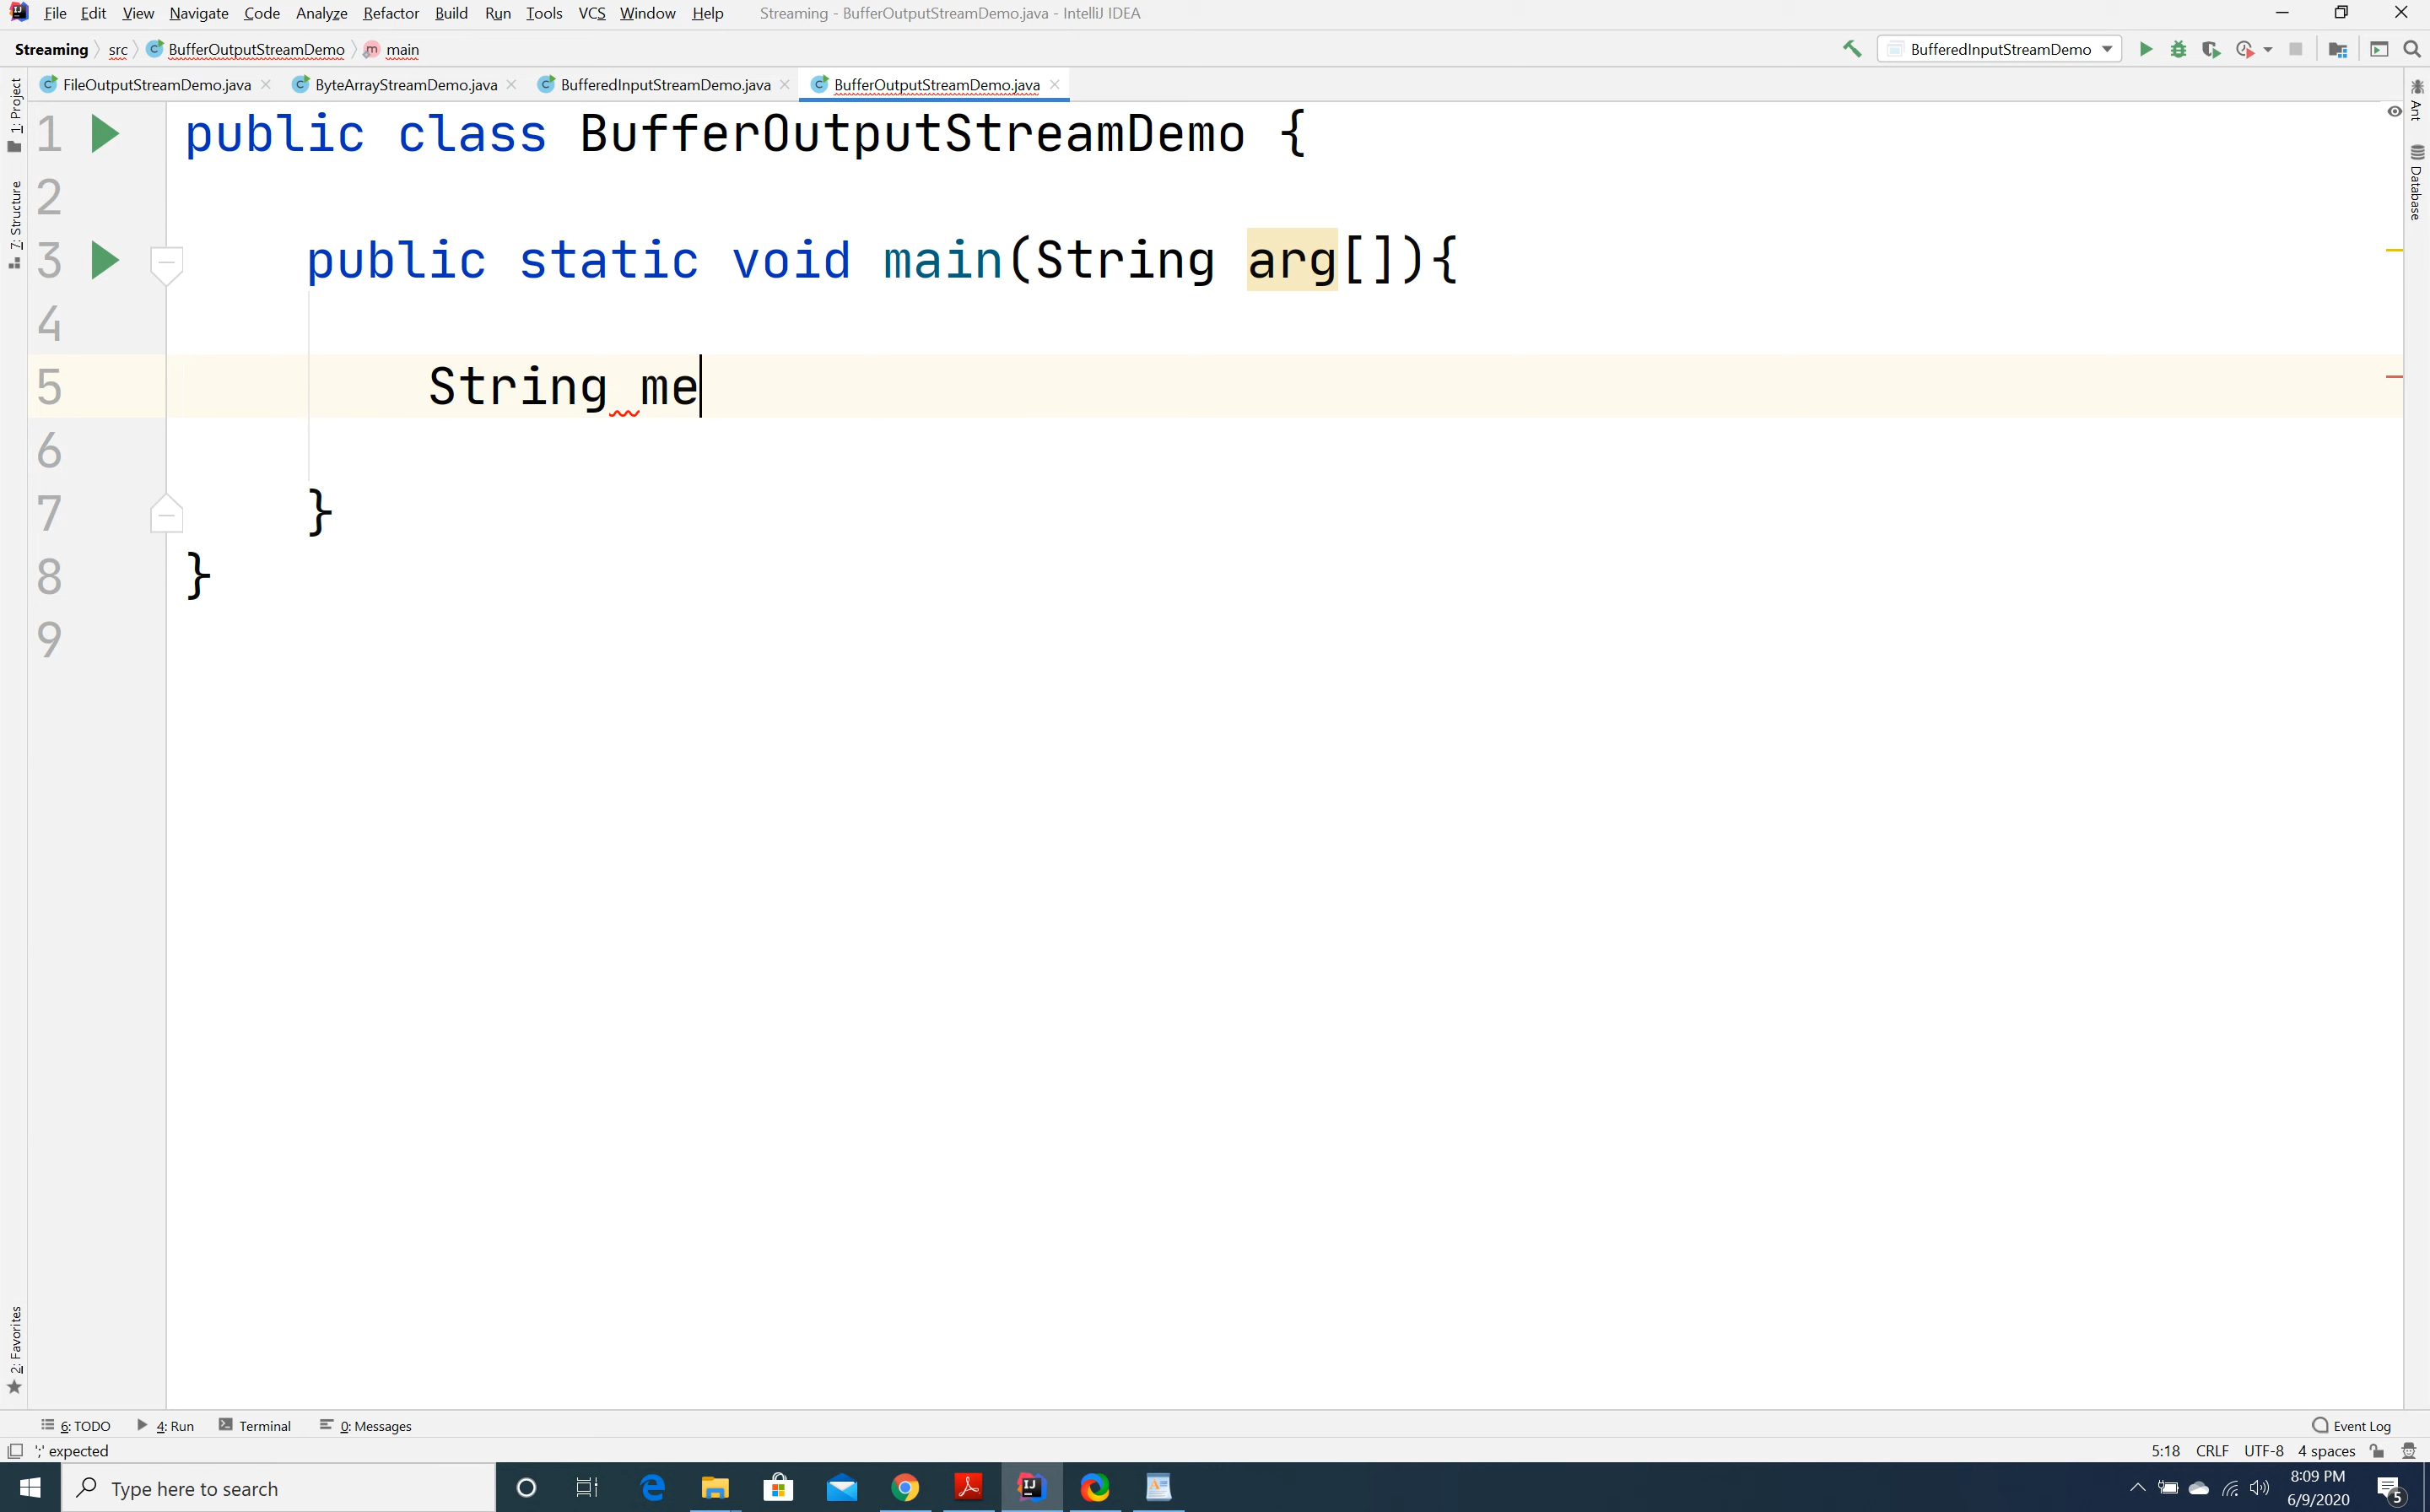 File Edit View Navigate Code Analyze Refactor Build Run Tools VCS Window Help Streaming - BufferOutputStreamDemo.java - IntelliJ IDEA
Streaming src BufferOutputStreamDemo main BufferedInputStreamDemo
FileOutputStreamDemo.java ByteArrayStreamDemo.java BufferedInputStreamDemo.java BufferOutputStreamDemo.java
1: Project
7: Structure
2: Favorites
Ant
Database
1 public class BufferOutputStreamDemo {
2
3 public static void main(String arg[]){
4
5 String me
6
7 }
8 }
9
6: TODO 4: Run Terminal 0: Messages Event Log
';' expected 5:18 CRLF UTF-8 4 spaces
Type here to search 8:09 PM
6/9/2020 5